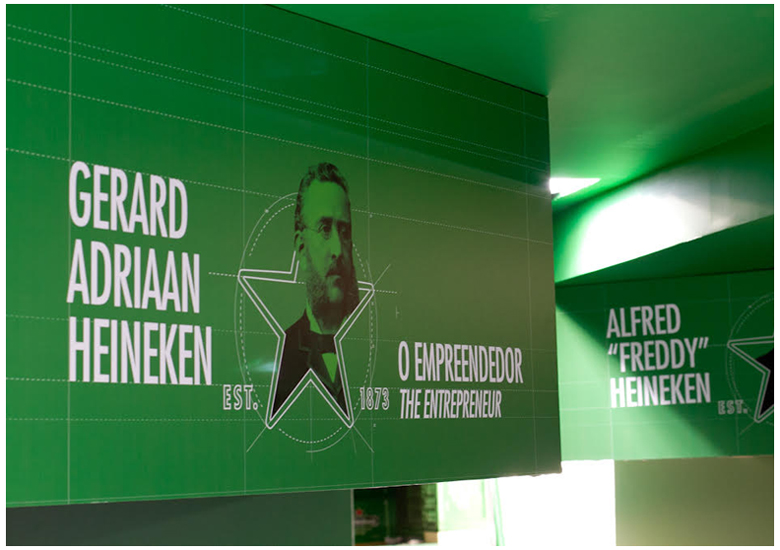 GERARD
ADRIAAN
HEINEKEN
EST. 1873
O EMPREENDEDOR
THE ENTREPRENEUR
ALFRED
"FREDDY"
HEINEKEN
EST.